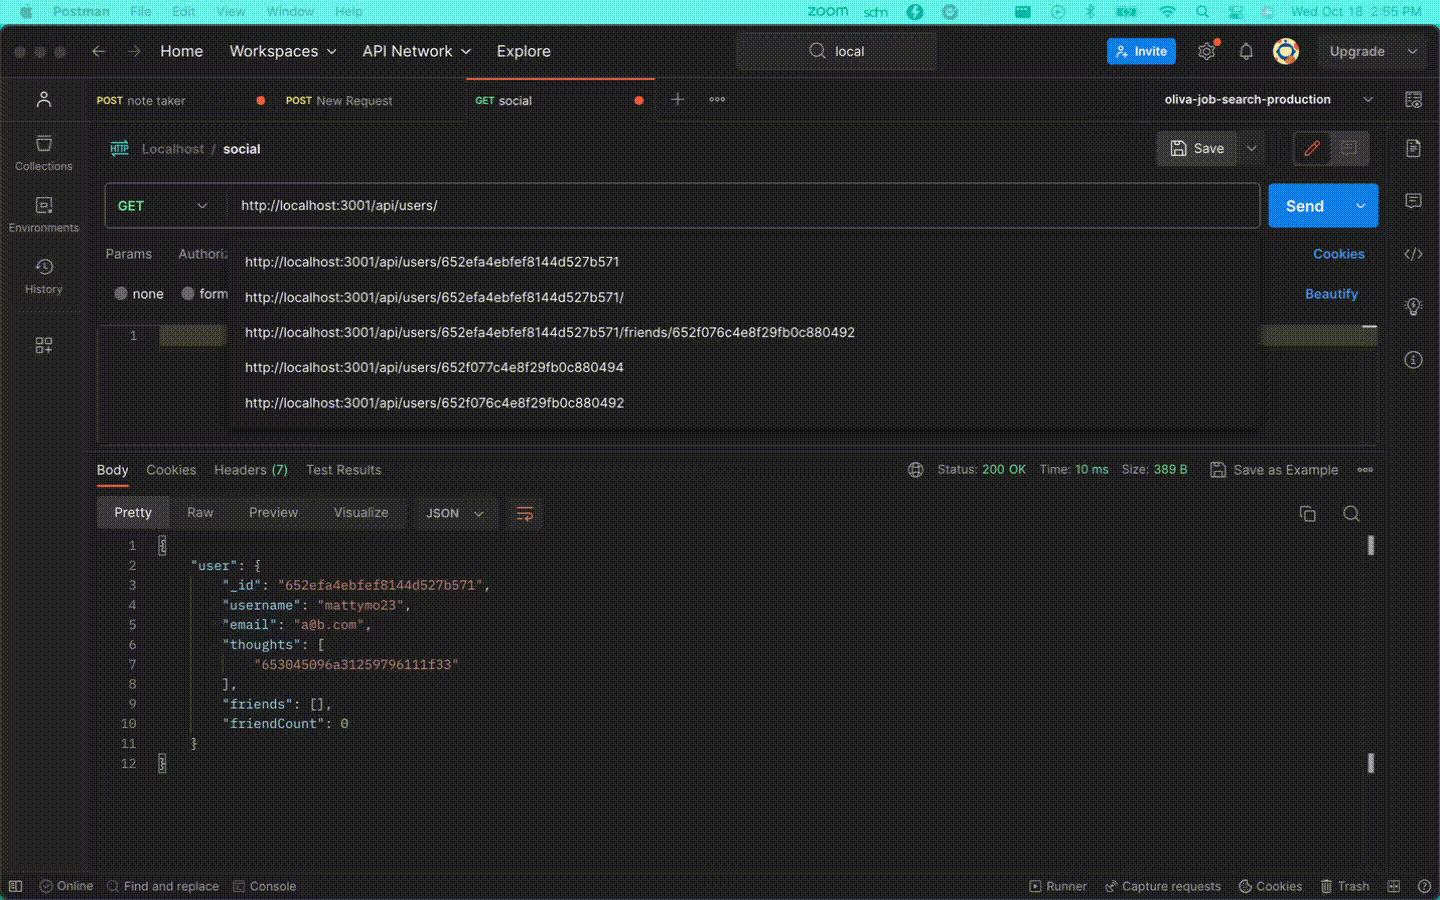 Postman File Edit View Window Help zoom sdm Wed Oct 18 2:55 PM
Home Workspaces API Network Explore local Invite Upgrade
POST note taker POST New Request GET social oliva-job-search-production
HTTP Localhost / social Save
Collections
GET http://localhost:3001/api/users/ Send
Environments
Params Authoriz Cookies
http://localhost:3001/api/users/652efa4ebfef8144d527b571
History
none form Beautify
http://localhost:3001/api/users/652efa4ebfef8144d527b571/
1
http://localhost:3001/api/users/652efa4ebfef8144d527b571/friends/652f076c4e8f29fb0c880492
http://localhost:3001/api/users/652f077c4e8f29fb0c880494
http://localhost:3001/api/users/652f076c4e8f29fb0c880492
Body Cookies Headers (7) Test Results Status: 200 OK Time: 10 ms Size: 389 B Save as Example
Pretty Raw Preview Visualize JSON
1 {
2 "user": {
3 "_id": "652efa4ebfef8144d527b571",
4 "username": "mattymo23",
5 "email": "a@b.com",
6 "thoughts": [
7 "653045096a31259796111f33"
8 ],
9 "friends": [],
10 "friendCount": 0
11 }
12 }
Online Find and replace Console Runner Capture requests Cookies Trash